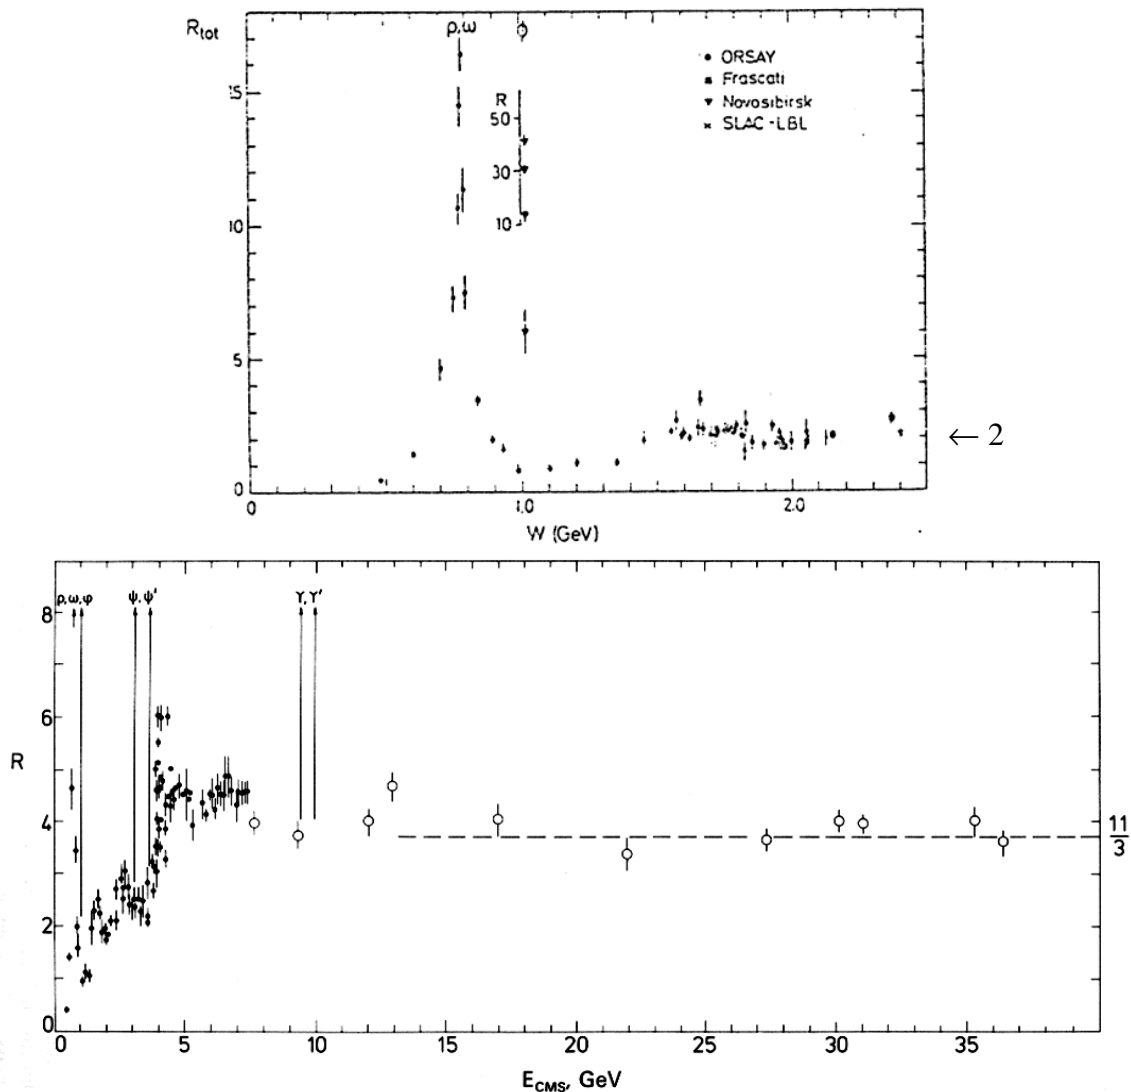 R_tot
ρ,ω
• ORSAY
Frascati
Novosibirsk
SLAC-LBL
15
10
5
0
R
50
30
10
← 2
0
1.0
2.0
W (GeV)
ρ,ω,φ
ψ, ψ'
ϒ, ϒ'
8
6
4
2
0
R
11/3
0
5
10
15
20
25
30
35
E_CMS, GeV